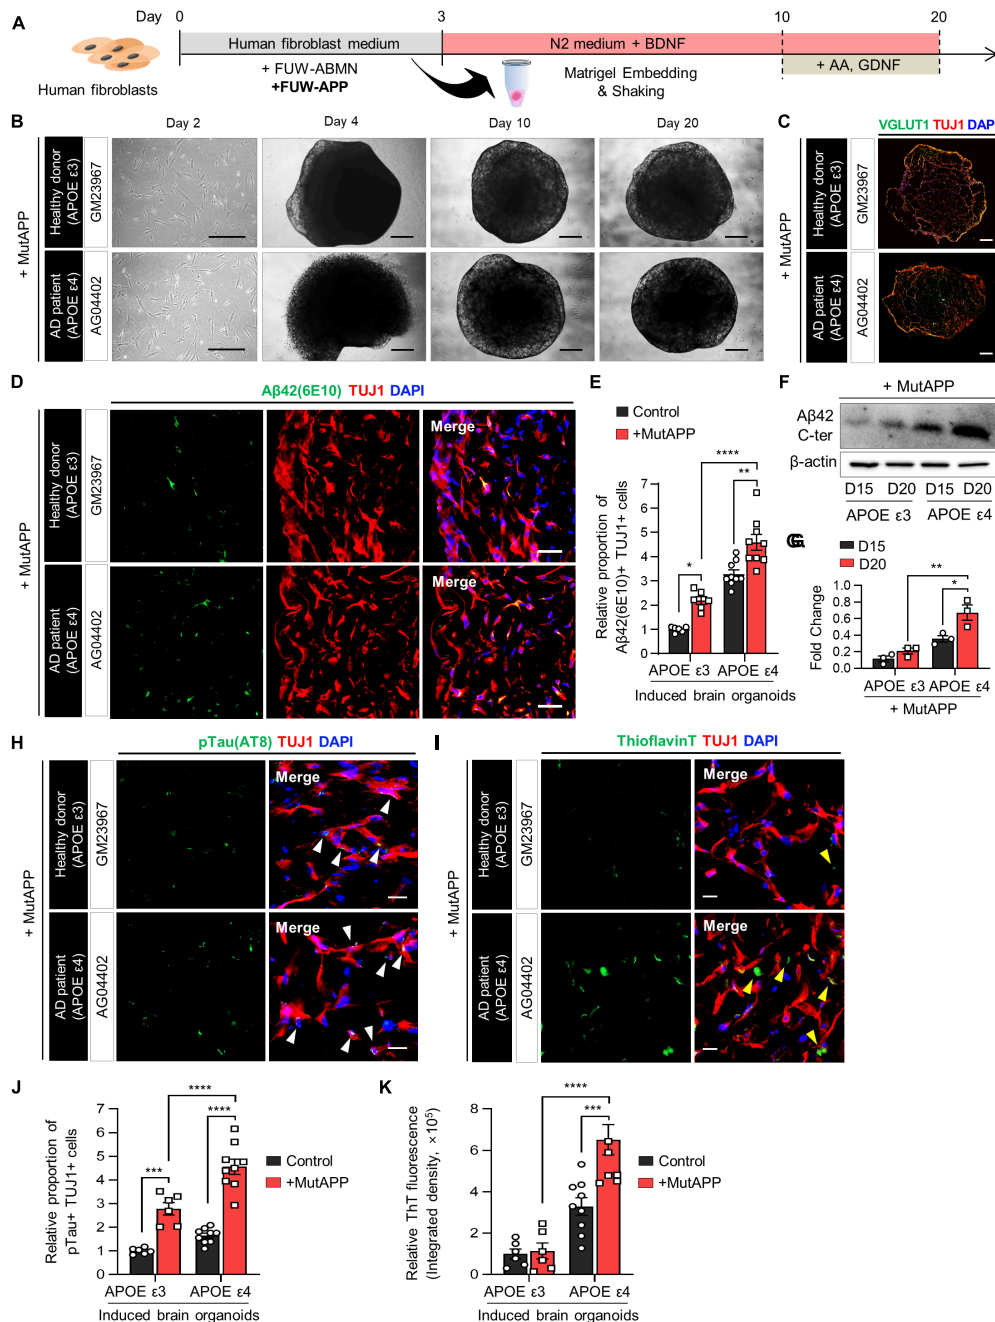 A
Day
0
3
10
20
Human fibroblast medium
N2 medium + BDNF
+ FUW-ABMN
+FUW-APP
Matrigel Embedding
& Shaking
+ AA, GDNF
Human fibroblasts
B
Day 2
Day 4
Day 10
Day 20
+ MutAPP
Healthy donor
(APOE ε3)
GM23967
AD patient
(APOE ε4)
AG04402
C
VGLUT1 TUJ1 DAP
+ MutAPP
Healthy donor
(APOE ε3)
GM23967
AD patient
(APOE ε4)
AG04402
D
Aβ42(6E10) TUJ1 DAPI
+ MutAPP
Healthy donor
(APOE ε3)
GM23967
Merge
AD patient
(APOE ε4)
AG04402
Merge
E
Control
+MutAPP
Relative proportion of
Aβ42(6E10)+ TUJ1+ cells
7
6
5
4
3
2
1
0
*
**
****
APOE ε3
APOE ε4
Induced brain organoids
F
+ MutAPP
Aβ42
C-ter
β-actin
D15 D20 D15 D20
APOE ε3 APOE ε4
G
D15
D20
Fold Change
1.0
0.8
0.6
0.4
0.2
0.0
**
*
APOE ε3 APOE ε4
+ MutAPP
H
pTau(AT8) TUJ1 DAPI
+ MutAPP
Healthy donor
(APOE ε3)
GM23967
Merge
AD patient
(APOE ε4)
AG04402
Merge
I
ThioflavinT TUJ1 DAPI
+ MutAPP
Healthy donor
(APOE ε3)
GM23967
Merge
AD patient
(APOE ε4)
AG04402
Merge
J
Relative proportion of
pTau+ TUJ1+ cells
7
6
5
4
3
2
1
0
***
****
****
Control
+MutAPP
APOE ε3 APOE ε4
Induced brain organoids
K
Relative ThT fluorescence
(Integrated density, ×10⁵)
8
6
4
2
0
****
***
Control
+MutAPP
APOE ε3 APOE ε4
Induced brain organoids